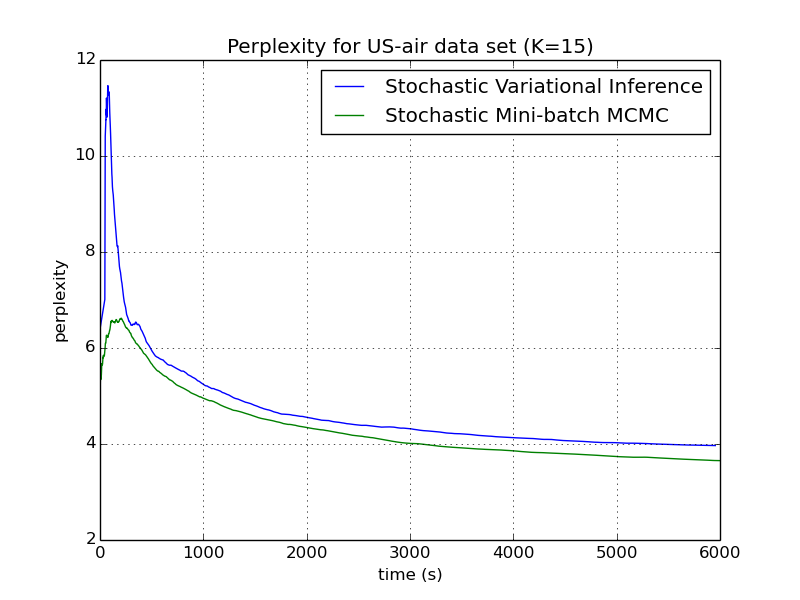 Perplexity for US-air data set (K=15)
Stochastic Variational Inference
Stochastic Mini-batch MCMC
12
10
8
6
4
2
perplexity
0 1000 2000 3000 4000 5000 6000
time (s)